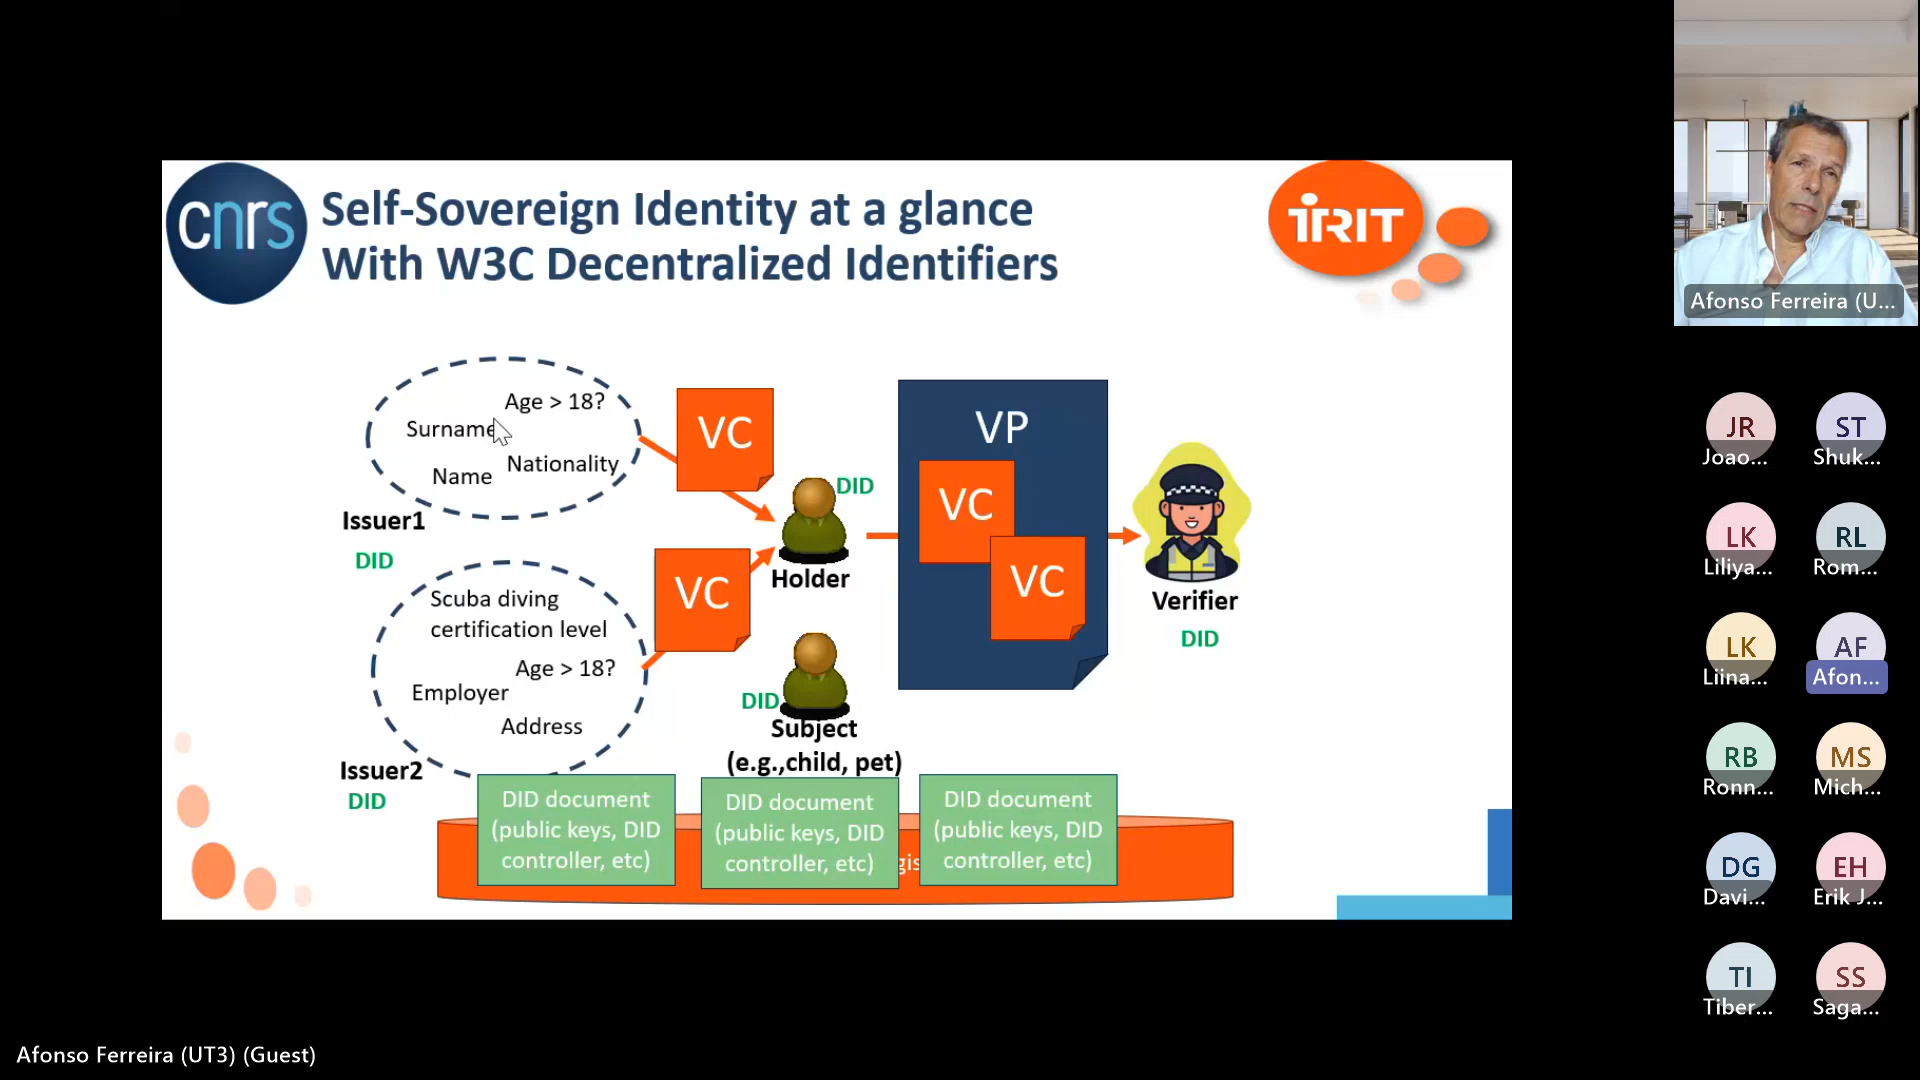 cnrs
Self-Sovereign Identity at a glance
With W3C Decentralized Identifiers
IRIT
Age > 18?
Surname
Nationality
Name
Issuer1
DID
VC
Scuba diving
certification level
Age > 18?
Employer
Address
Issuer2
DID
VC
DID
Holder
DID
Subject
(e.g.,child, pet)
VP
VC
VC
Verifier
DID
DID document
(public keys, DID
controller, etc)
DID document
(public keys, DID
controller, etc)
DID document
(public keys, DID
controller, etc)
Afonso Ferreira (U...
JR
Joao...
ST
Shuk...
LK
Liliya...
RL
Rom...
LK
Liina...
AF
Afon...
RB
Ronn...
MS
Mich...
DG
Davi...
EH
Erik J...
TI
Tiber...
SS
Saga...
Afonso Ferreira (UT3) (Guest)